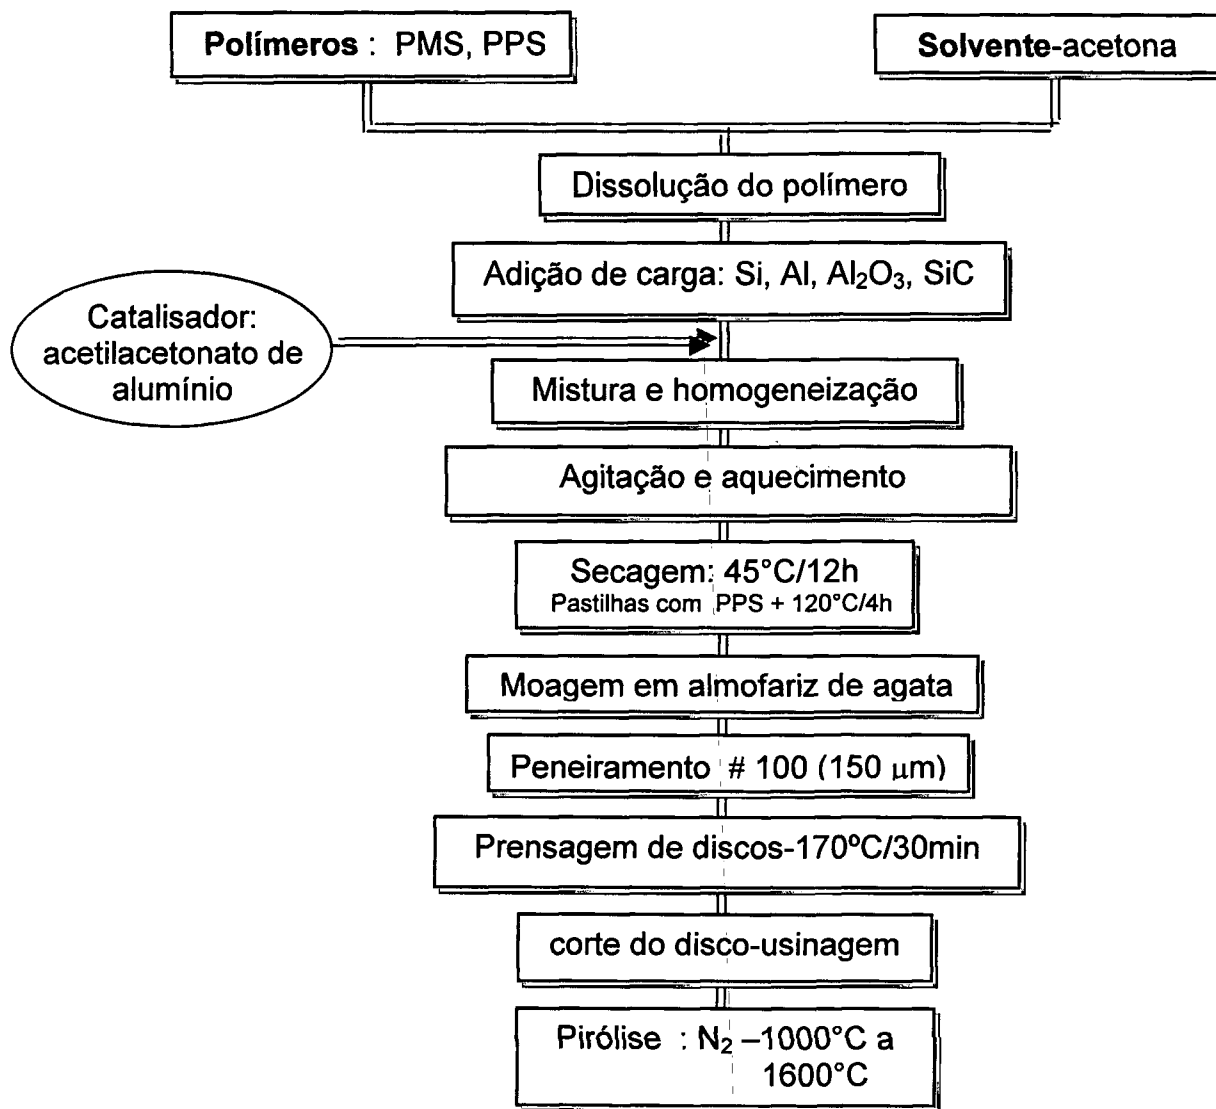 Polímeros : PMS, PPS
Solvente-acetona
Dissolução do polímero
Adição de carga: Si, Al, Al₂O₃, SiC
Catalisador:
acetilacetonato de
alumínio
Mistura e homogeneização
Agitação e aquecimento
Secagem: 45°C/12h
Pastilhas com PPS + 120°C/4h
Moagem em almofariz de agata
Peneiramento # 100 (150 μm)
Prensagem de discos-170ºC/30min
corte do disco-usinagem
Pirólise : N₂ –1000°C a
1600°C